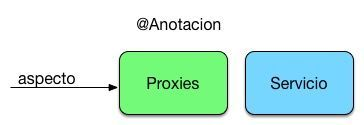 @Anotacion
aspecto
Proxies
Servicio